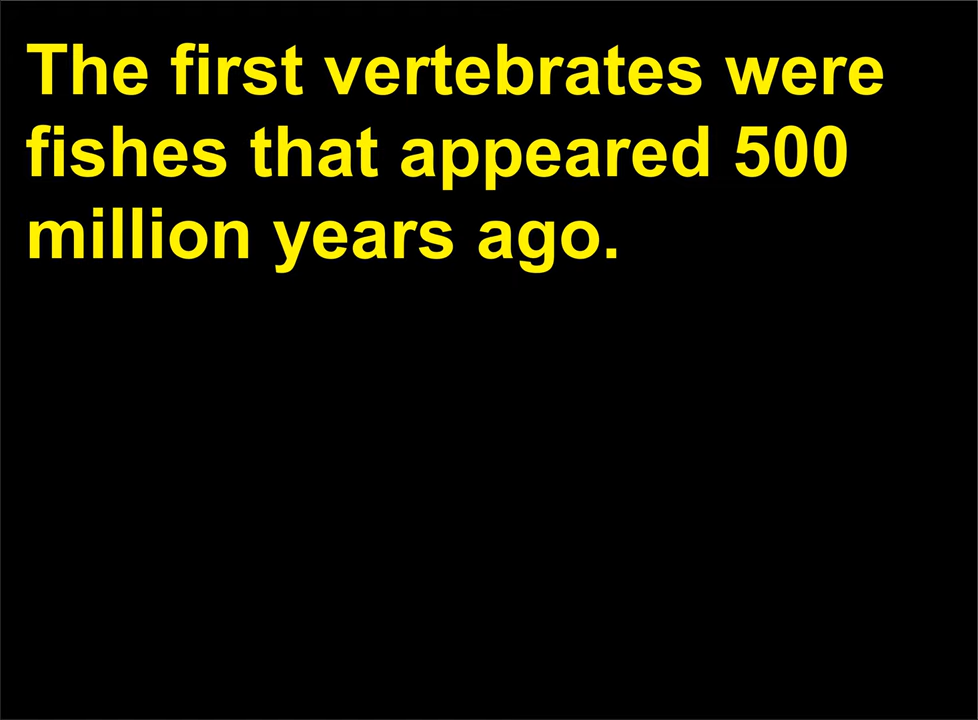 The first vertebrates were
fishes that appeared 500
million years ago.